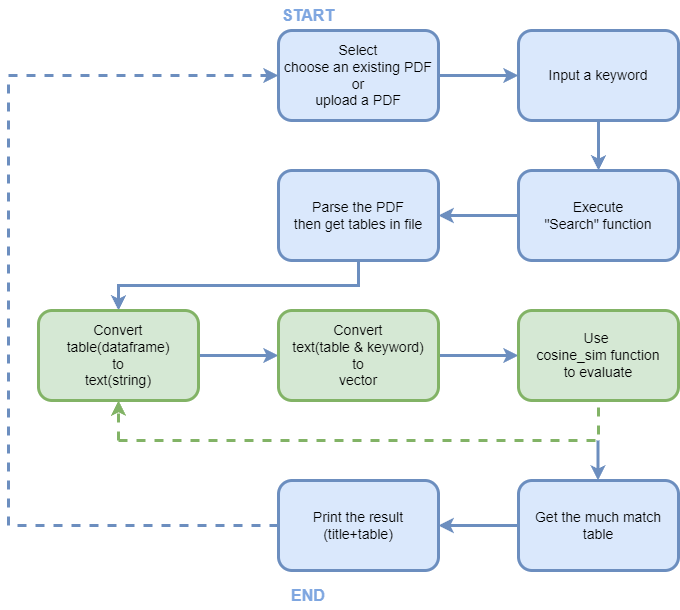 START
Select
choose an existing PDF
or
upload a PDF
Input a keyword
Execute
"Search" function
Parse the PDF
then get tables in file
Convert
table(dataframe)
to
text(string)
Convert
text(table & keyword)
to
vector
Use
cosine_sim function
to evaluate
Get the much match
table
Print the result
(title+table)
END